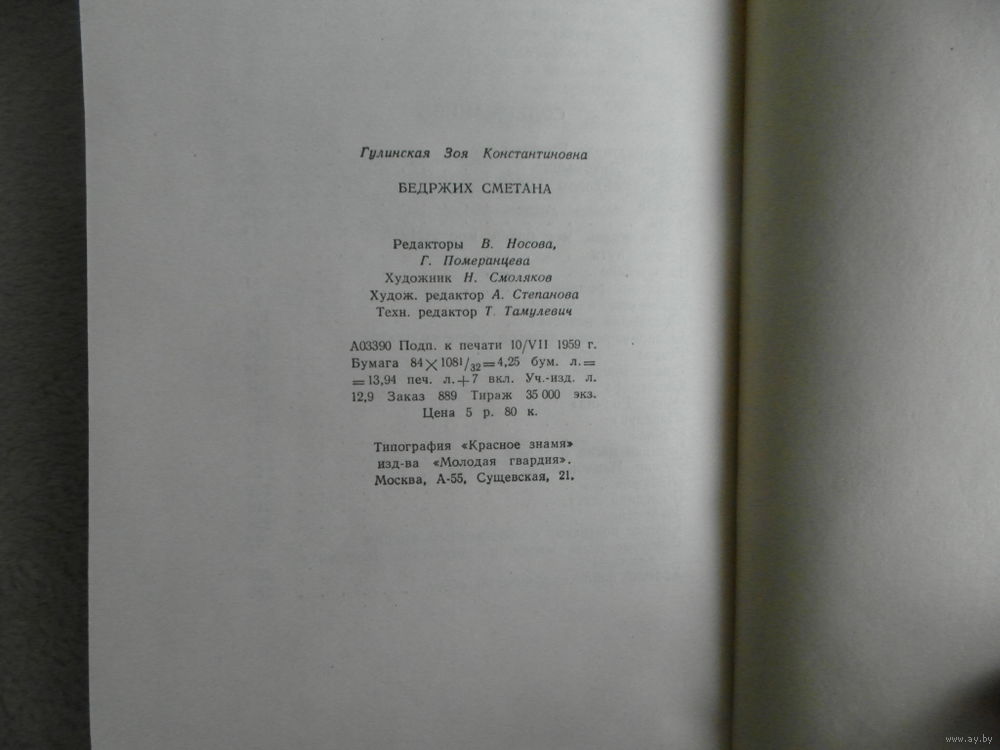 Гулинская Зоя Константиновна
БЕДРЖИХ СМЕТАНА
Редакторы В. Носова,
Г. Померанцева
Художник Н. Смоляков
Худож. редактор А. Степанова
Техн. редактор Т. Тамулевич
А03390 Подп. к печати 10/VII 1959 г.
Бумага 84×108¹/₃₂=4,25 бум. л.=
=13,94 печ. л.+7 вкл. Уч.-изд. л.
12,9 Заказ 889 Тираж 35 000 экз.
Цена 5 р. 80 к.
Типография «Красное знамя»
изд-ва «Молодая гвардия».
Москва, А-55, Сущевская, 21.
www.ay.by